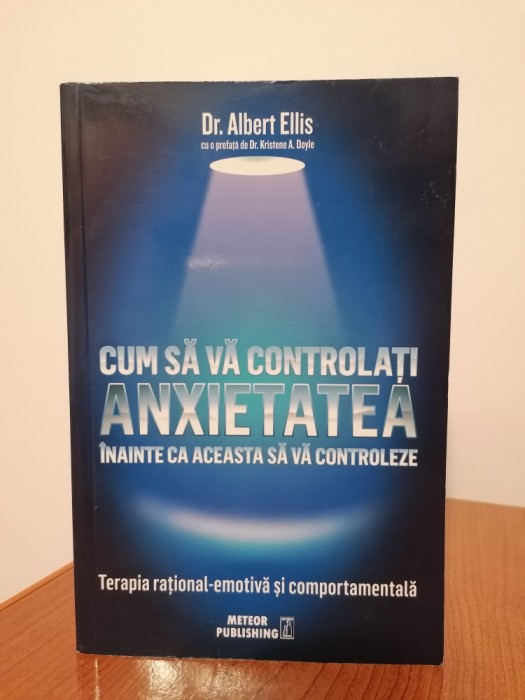 Dr. Albert Ellis
cu o prefață de Dr. Kristene A. Doyle
CUM SĂ VĂ CONTROLAȚI
ANXIETATEA
ÎNAINTE CA ACEASTA SĂ VĂ CONTROLEZE
Terapia rațional-emotivă și comportamentală
METEOR
PUBLISHING